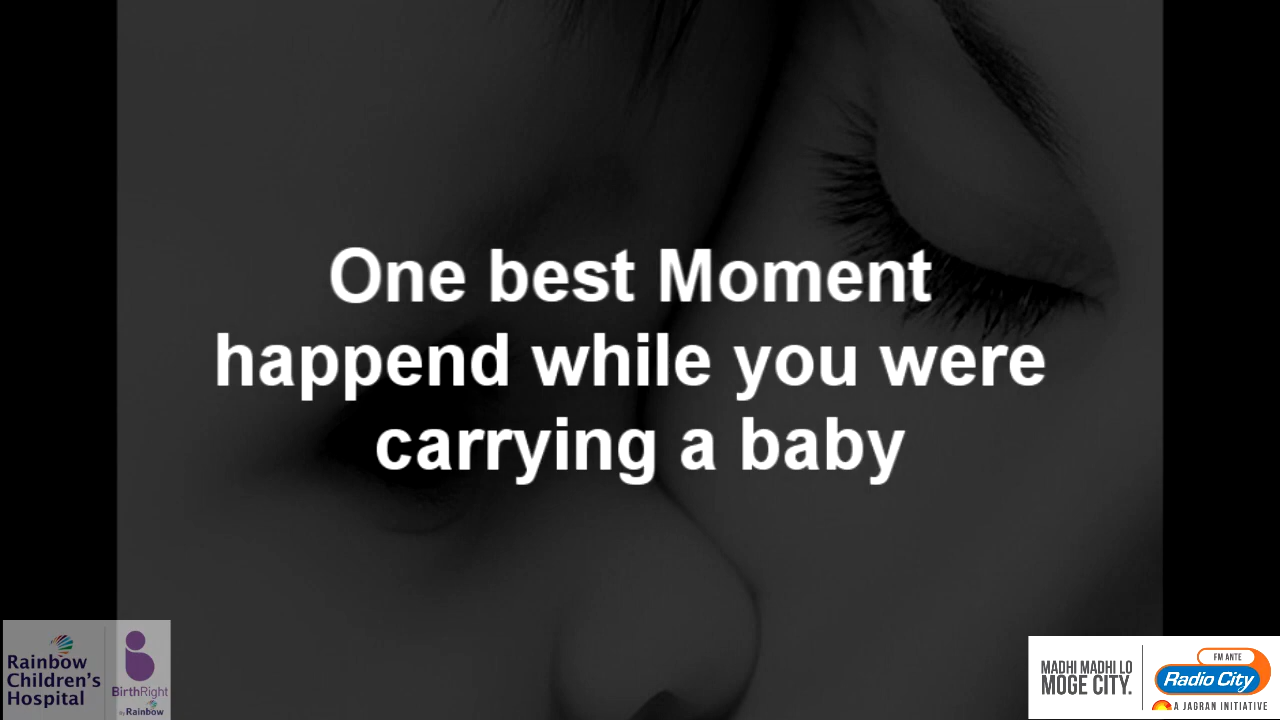 One best Moment
happend while you were
carrying a baby
Rainbow
Children's
Hospital
BirthRight
By Rainbow
MADHI MADHI LO
MOGE CITY.
FM ANTE
Radio City
A JAGRAN INITIATIVE